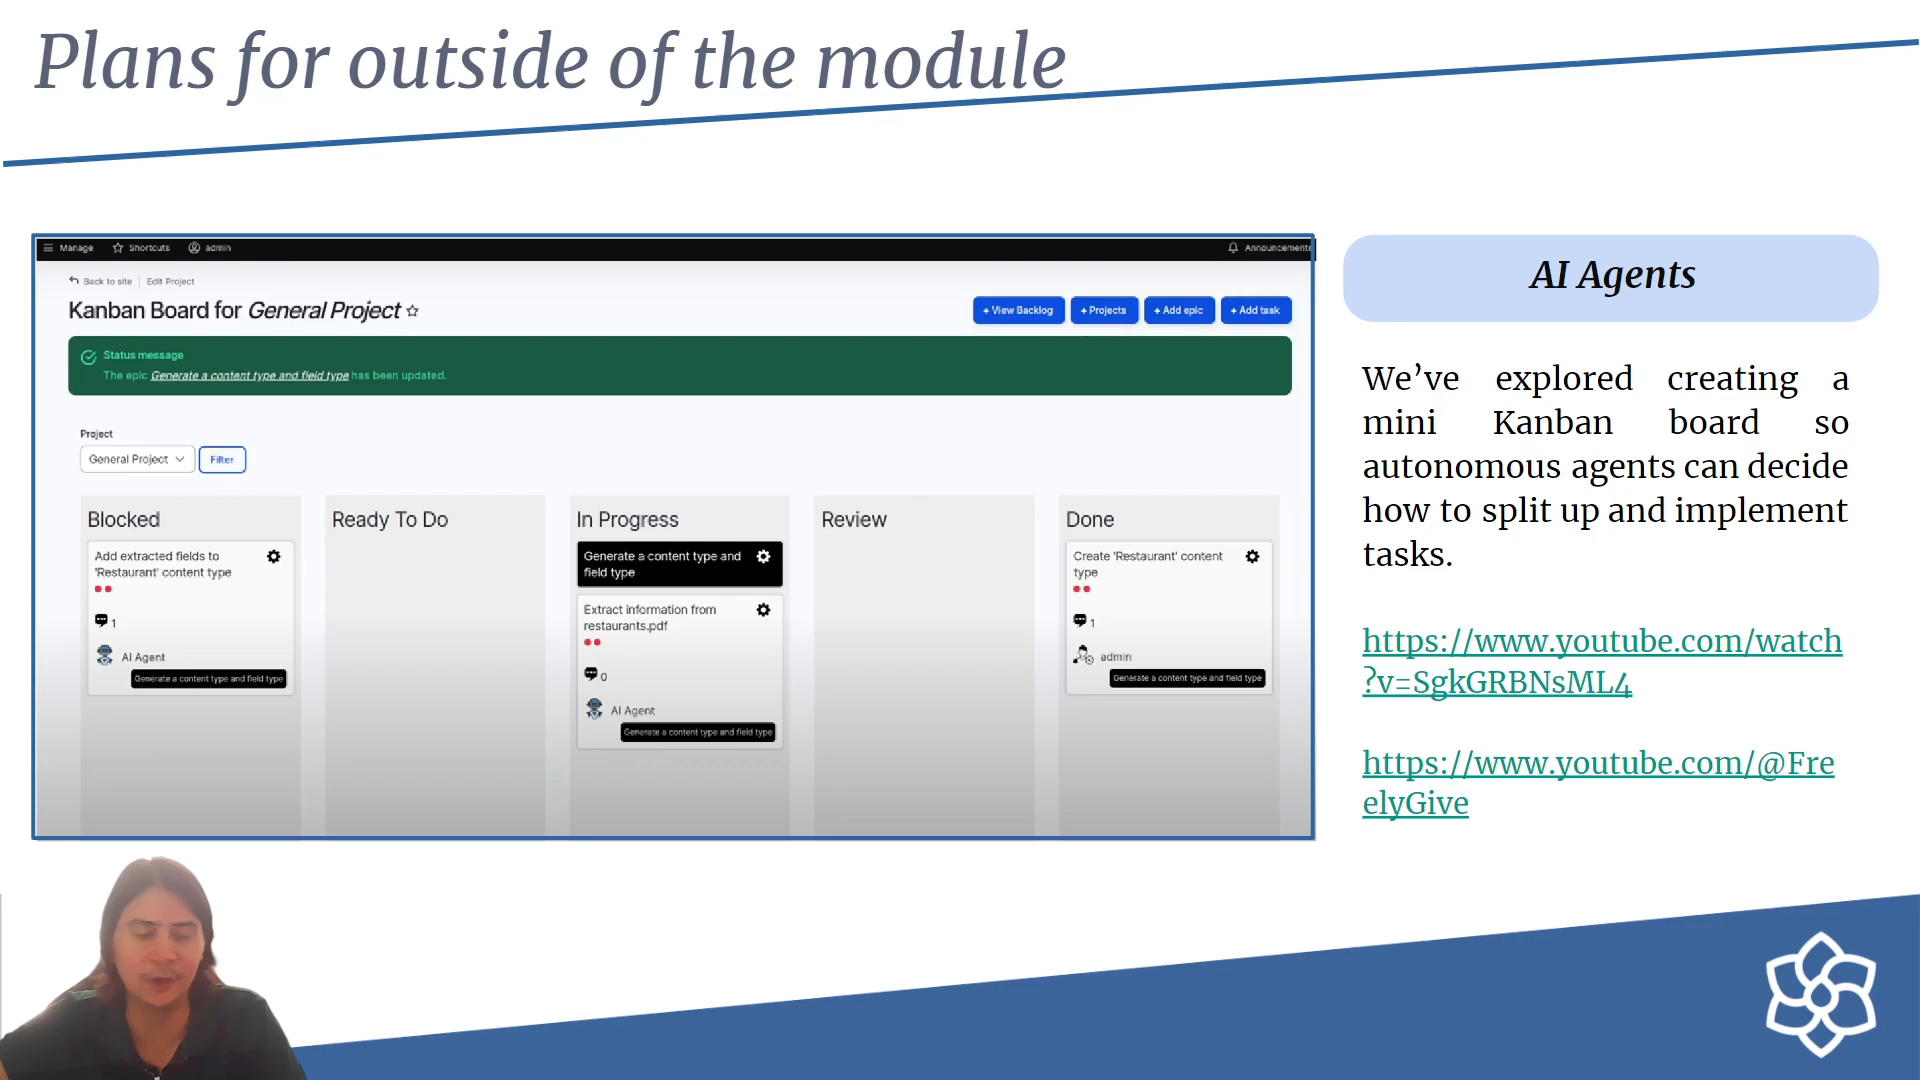 Plans for outside of the module
Manage Shortcuts admin Announcements
Back to site Edit Project
Kanban Board for General Project
+ View Backlog + Projects + Add epic + Add task
Status message
The epic Generate a content type and field type has been updated.
Project
General Project Filter
Blocked
Add extracted fields to
'Restaurant' content type
1
AI Agent
Generate a content type and field type
Ready To Do
In Progress
Generate a content type and
field type
Extract information from
restaurants.pdf
0
AI Agent
Generate a content type and field type
Review
Done
Create 'Restaurant' content
type
1
admin
Generate a content type and field type
AI Agents
We’ve explored creating a
mini Kanban board so
autonomous agents can decide
how to split up and implement
tasks.
https://www.youtube.com/watch
?v=SgkGRBNsML4
https://www.youtube.com/@Fre
elyGive